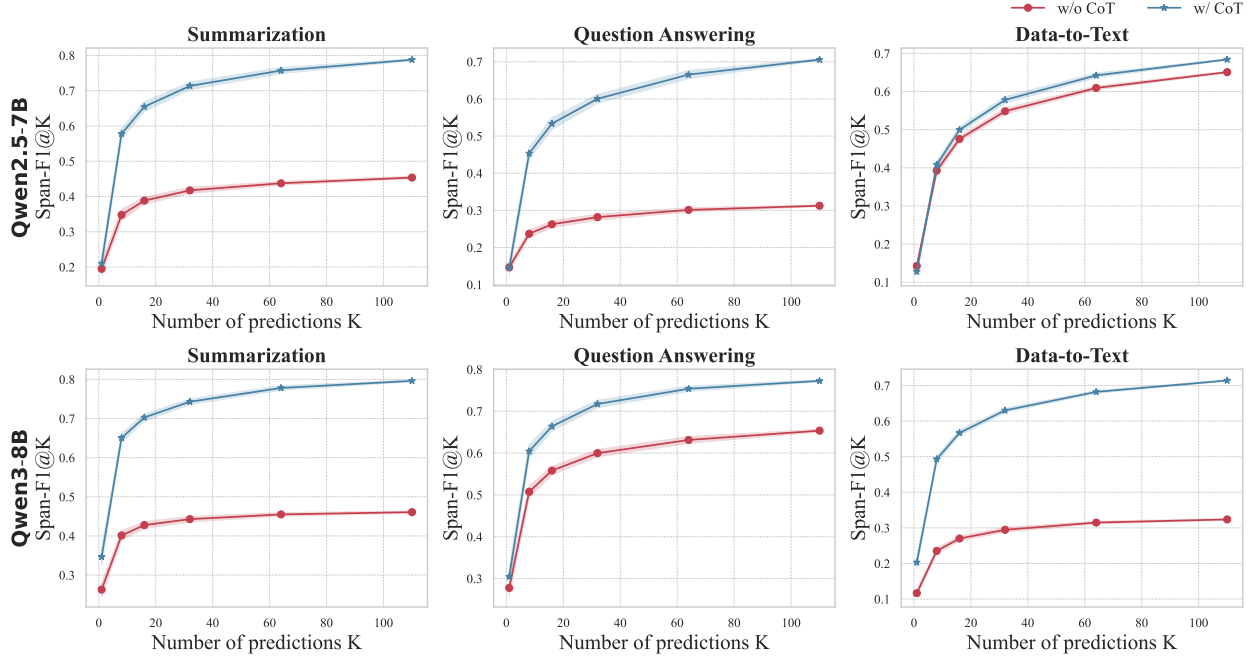 w/o CoT w/ CoT
Summarization Question Answering Data-to-Text
Qwen2.5-7B
Span-F1@K
0.8
0.7
0.6
0.5
0.4
0.3
0.2
0 20 40 60 80 100
Number of predictions K
Span-F1@K
0.7
0.6
0.5
0.4
0.3
0.2
0.1
0 20 40 60 80 100
Number of predictions K
Span-F1@K
0.7
0.6
0.5
0.4
0.3
0.2
0.1
0 20 40 60 80 100
Number of predictions K
Summarization Question Answering Data-to-Text
Qwen3-8B
Span-F1@K
0.8
0.7
0.6
0.5
0.4
0.3
0 20 40 60 80 100
Number of predictions K
Span-F1@K
0.8
0.7
0.6
0.5
0.4
0.3
0 20 40 60 80 100
Number of predictions K
Span-F1@K
0.7
0.6
0.5
0.4
0.3
0.2
0.1
0 20 40 60 80 100
Number of predictions K